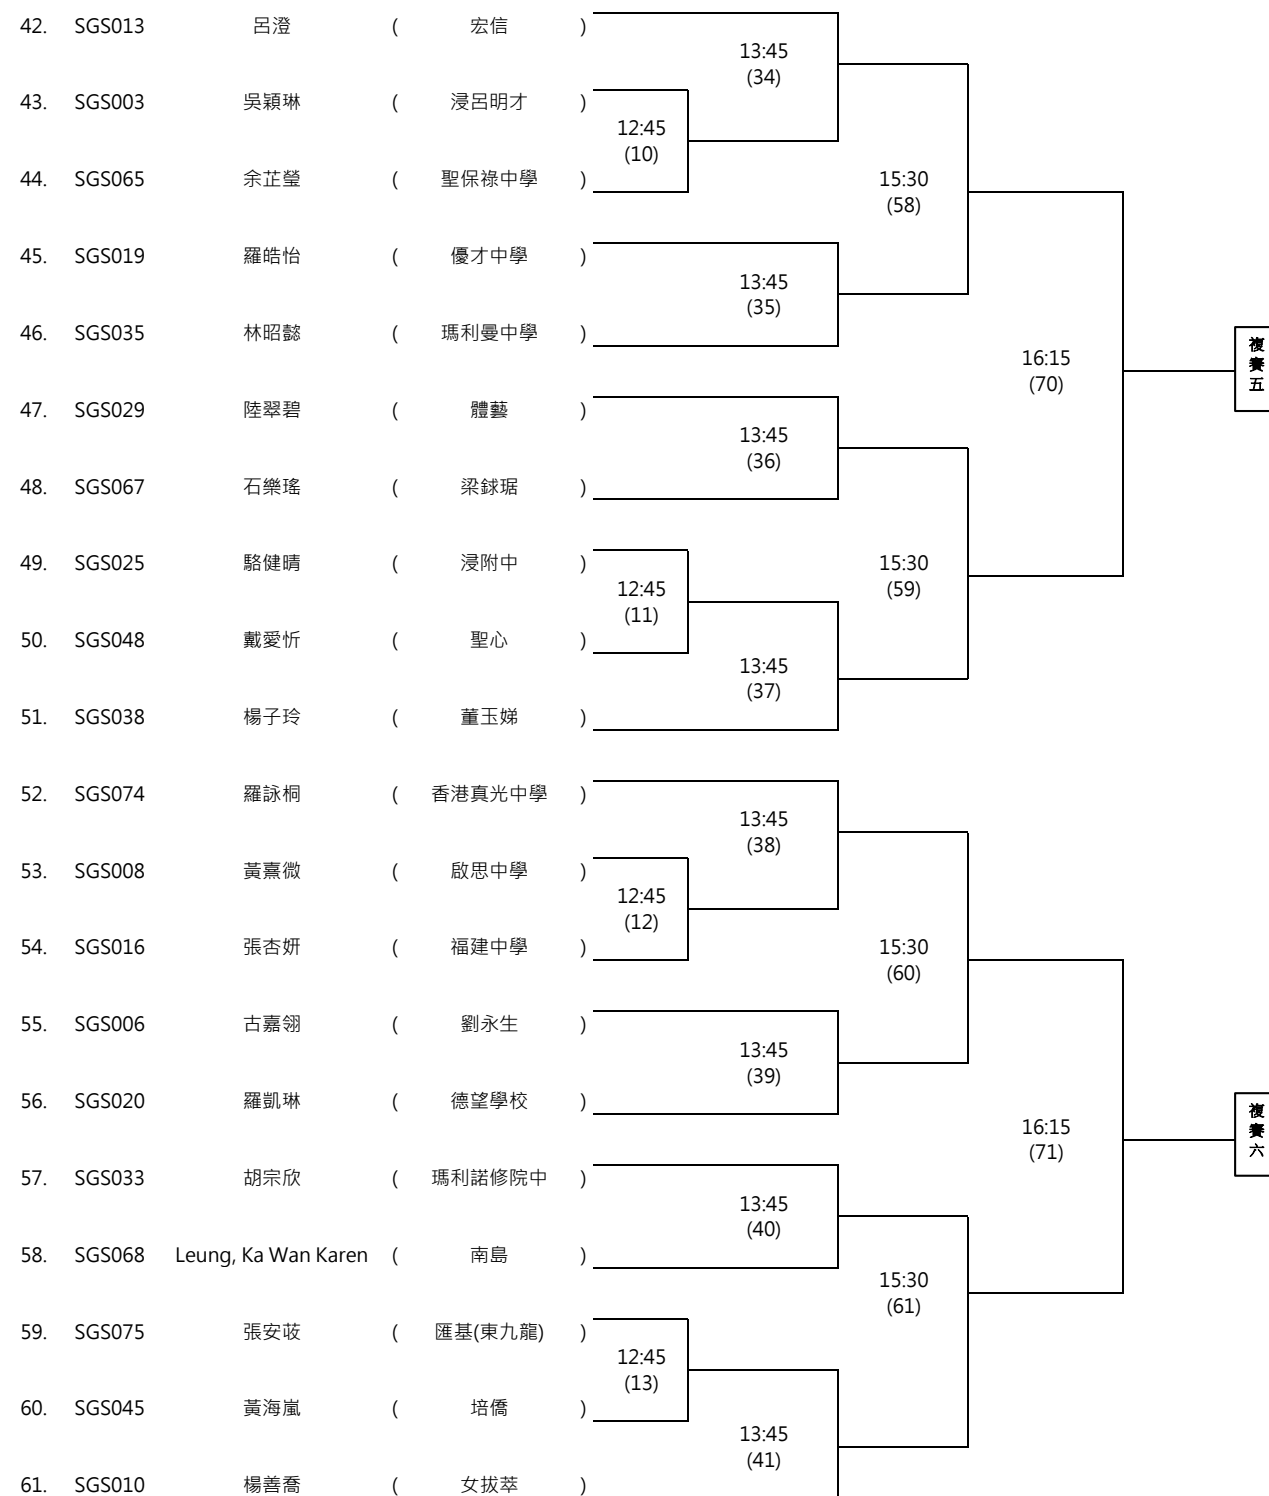 42. SGS013 呂澄 ( 宏信 )
13:45
(34)
43. SGS003 吳穎琳 ( 浸呂明才 )
12:45
(10)
44. SGS065 余芷瑩 ( 聖保祿中學 )
15:30
(58)
45. SGS019 羅皓怡 ( 優才中學 )
13:45
(35)
46. SGS035 林昭懿 ( 瑪利曼中學 )
16:15
(70)
複賽五
47. SGS029 陸翠碧 ( 體藝 )
13:45
(36)
48. SGS067 石樂瑤 ( 梁銶琚 )
49. SGS025 駱健晴 ( 浸附中 )
15:30
(59)
12:45
(11)
50. SGS048 戴愛忻 ( 聖心 )
13:45
(37)
51. SGS038 楊子玲 ( 董玉娣 )
52. SGS074 羅詠桐 ( 香港真光中學 )
13:45
(38)
53. SGS008 黃熹微 ( 啟思中學 )
12:45
(12)
54. SGS016 張杏妍 ( 福建中學 )
15:30
(60)
55. SGS006 古嘉翎 ( 劉永生 )
13:45
(39)
56. SGS020 羅凱琳 ( 德望學校 )
16:15
(71)
複賽六
57. SGS033 胡宗欣 ( 瑪利諾修院中 )
13:45
(40)
58. SGS068 Leung, Ka Wan Karen ( 南島 )
15:30
(61)
59. SGS075 張安苃 ( 匯基(東九龍) )
12:45
(13)
60. SGS045 黃海嵐 ( 培僑 )
13:45
(41)
61. SGS010 楊善喬 ( 女拔萃 )